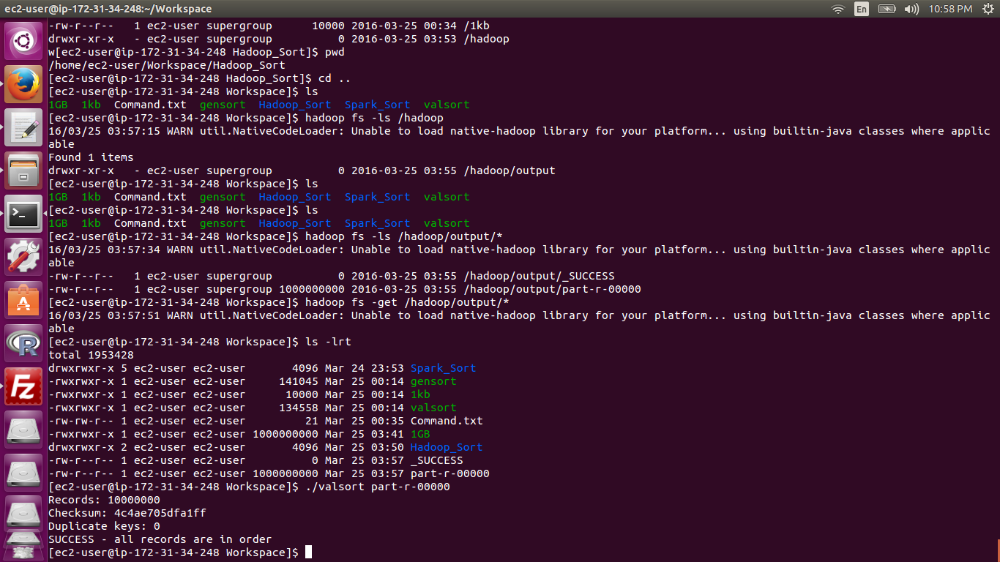 ec2-user@ip-172-31-34-248:~/Workspace
En
10:58 PM
-rw-r--r--   1 ec2-user supergroup      10000 2016-03-25 00:34 /1kb
drwxr-xr-x   - ec2-user supergroup          0 2016-03-25 03:53 /hadoop
w[ec2-user@ip-172-31-34-248 Hadoop_Sort]$ pwd
/home/ec2-user/Workspace/Hadoop_Sort
[ec2-user@ip-172-31-34-248 Hadoop_Sort]$ cd ..
[ec2-user@ip-172-31-34-248 Workspace]$ ls
1GB  1kb  Command.txt  gensort  Hadoop_Sort  Spark_Sort  valsort
[ec2-user@ip-172-31-34-248 Workspace]$ hadoop fs -ls /hadoop
16/03/25 03:57:15 WARN util.NativeCodeLoader: Unable to load native-hadoop library for your platform... using builtin-java classes where applic
able
Found 1 items
drwxr-xr-x   - ec2-user supergroup          0 2016-03-25 03:55 /hadoop/output
[ec2-user@ip-172-31-34-248 Workspace]$ ls
1GB  1kb  Command.txt  gensort  Hadoop_Sort  Spark_Sort  valsort
[ec2-user@ip-172-31-34-248 Workspace]$ ls
1GB  1kb  Command.txt  gensort  Hadoop_Sort  Spark_Sort  valsort
[ec2-user@ip-172-31-34-248 Workspace]$ hadoop fs -ls /hadoop/output/*
16/03/25 03:57:34 WARN util.NativeCodeLoader: Unable to load native-hadoop library for your platform... using builtin-java classes where applic
able
-rw-r--r--   1 ec2-user supergroup          0 2016-03-25 03:55 /hadoop/output/_SUCCESS
-rw-r--r--   1 ec2-user supergroup 1000000000 2016-03-25 03:55 /hadoop/output/part-r-00000
[ec2-user@ip-172-31-34-248 Workspace]$ hadoop fs -get /hadoop/output/*
16/03/25 03:57:51 WARN util.NativeCodeLoader: Unable to load native-hadoop library for your platform... using builtin-java classes where applic
able
[ec2-user@ip-172-31-34-248 Workspace]$ ls -lrt
total 1953428
drwxrwxr-x 5 ec2-user ec2-user       4096 Mar 24 23:53 Spark_Sort
-rwxrwxr-x 1 ec2-user ec2-user     141045 Mar 25 00:14 gensort
-rwxrwxr-x 1 ec2-user ec2-user      10000 Mar 25 00:14 1kb
-rwxrwxr-x 1 ec2-user ec2-user     134558 Mar 25 00:14 valsort
-rw-rw-r-- 1 ec2-user ec2-user         21 Mar 25 00:35 Command.txt
-rwxrwxr-x 1 ec2-user ec2-user 1000000000 Mar 25 03:41 1GB
drwxrwxr-x 2 ec2-user ec2-user       4096 Mar 25 03:50 Hadoop_Sort
-rw-r--r-- 1 ec2-user ec2-user          0 Mar 25 03:57 _SUCCESS
-rw-r--r-- 1 ec2-user ec2-user 1000000000 Mar 25 03:57 part-r-00000
[ec2-user@ip-172-31-34-248 Workspace]$ ./valsort part-r-00000
Records: 10000000
Checksum: 4c4ae705dfa1ff
Duplicate keys: 0
SUCCESS - all records are in order
[ec2-user@ip-172-31-34-248 Workspace]$